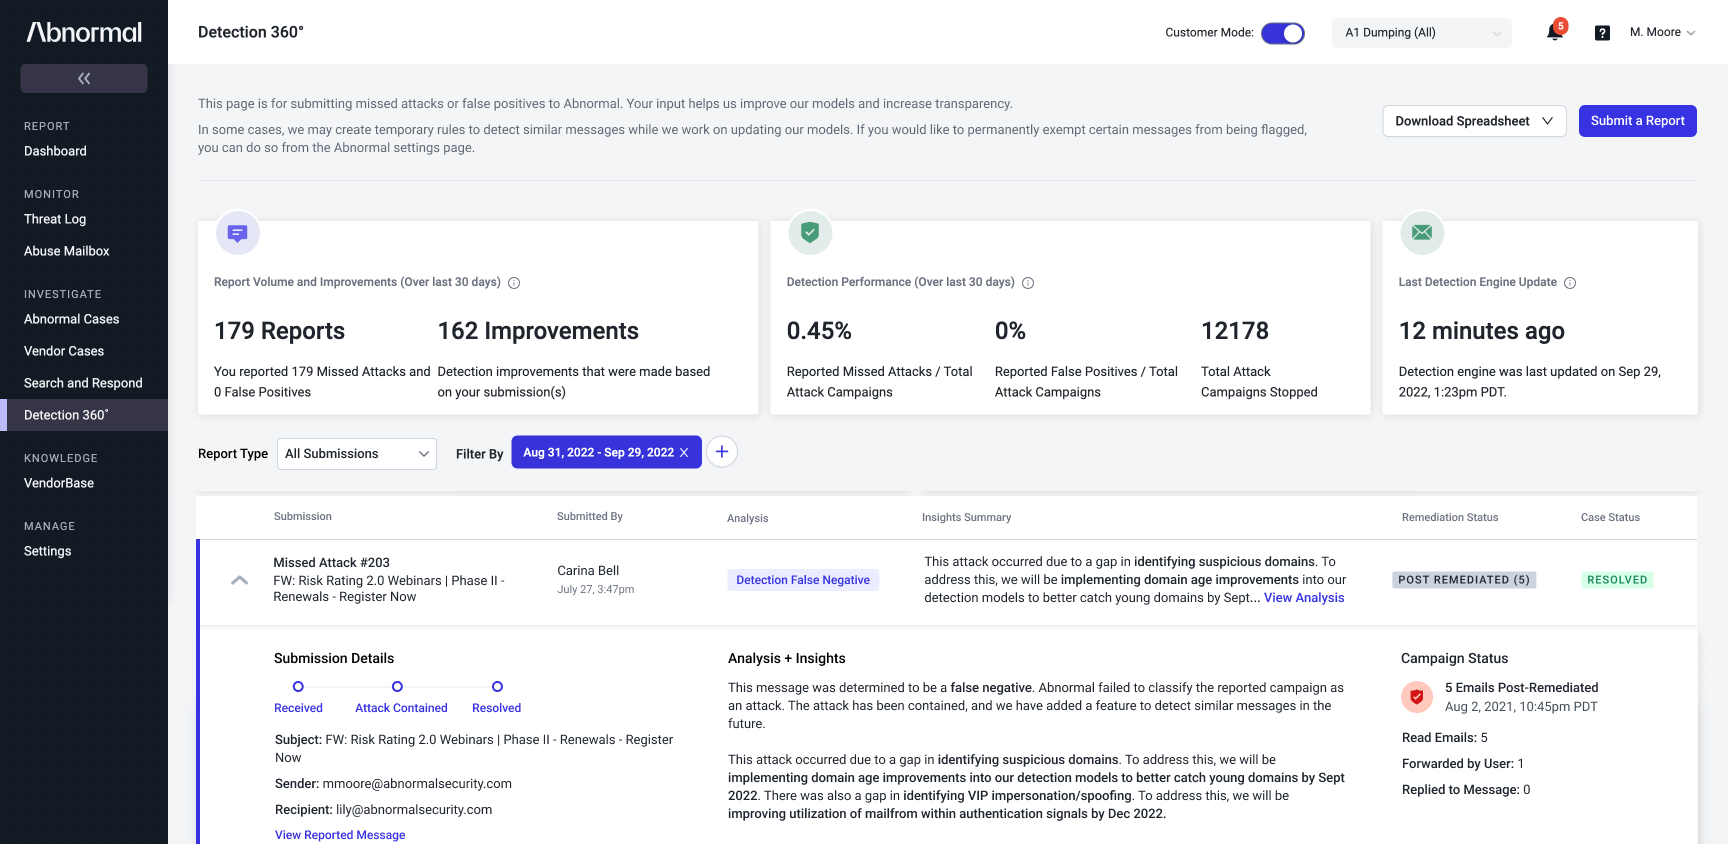 Abnormal
REPORT
Dashboard
MONITOR
Threat Log
Abuse Mailbox
INVESTIGATE
Abnormal Cases
Vendor Cases
Search and Respond
Detection 360°
KNOWLEDGE
VendorBase
MANAGE
Settings
Detection 360°
Customer Mode:
A1 Dumping (All)
5
?
M. Moore
This page is for submitting missed attacks or false positives to Abnormal. Your input helps us improve our models and increase transparency.
In some cases, we may create temporary rules to detect similar messages while we work on updating our models. If you would like to permanently exempt certain messages from being flagged,
you can do so from the Abnormal settings page.
Download Spreadsheet
Submit a Report
Report Volume and Improvements (Over last 30 days)
179 Reports
You reported 179 Missed Attacks and
0 False Positives
162 Improvements
Detection improvements that were made based
on your submission(s)
Detection Performance (Over last 30 days)
0.45%
Reported Missed Attacks / Total
Attack Campaigns
0%
Reported False Positives / Total
Attack Campaigns
12178
Total Attack
Campaigns Stopped
Last Detection Engine Update
12 minutes ago
Detection engine was last updated on Sep 29,
2022, 1:23pm PDT.
Report Type
All Submissions
Filter By
Aug 31, 2022 - Sep 29, 2022
Submission
Submitted By
Analysis
Insights Summary
Remediation Status
Case Status
Missed Attack #203
FW: Risk Rating 2.0 Webinars | Phase II -
Renewals - Register Now
Carina Bell
July 27, 3:47pm
Detection False Negative
This attack occurred due to a gap in identifying suspicious domains. To
address this, we will be implementing domain age improvements into our
detection models to better catch young domains by Sept... View Analysis
POST REMEDIATED (5)
RESOLVED
Submission Details
Received
Attack Contained
Resolved
Subject: FW: Risk Rating 2.0 Webinars | Phase II - Renewals - Register
Now
Sender: mmoore@abnormalsecurity.com
Recipient: lily@abnormalsecurity.com
View Reported Message
Analysis + Insights
This message was determined to be a false negative. Abnormal failed to classify the reported campaign as
an attack. The attack has been contained, and we have added a feature to detect similar messages in the
future.
This attack occurred due to a gap in identifying suspicious domains. To address this, we will be
implementing domain age improvements into our detection models to better catch young domains by Sept
2022. There was also a gap in identifying VIP impersonation/spoofing. To address this, we will be
improving utilization of mailfrom within authentication signals by Dec 2022.
Campaign Status
5 Emails Post-Remediated
Aug 2, 2021, 10:45pm PDT
Read Emails: 5
Forwarded by User: 1
Replied to Message: 0